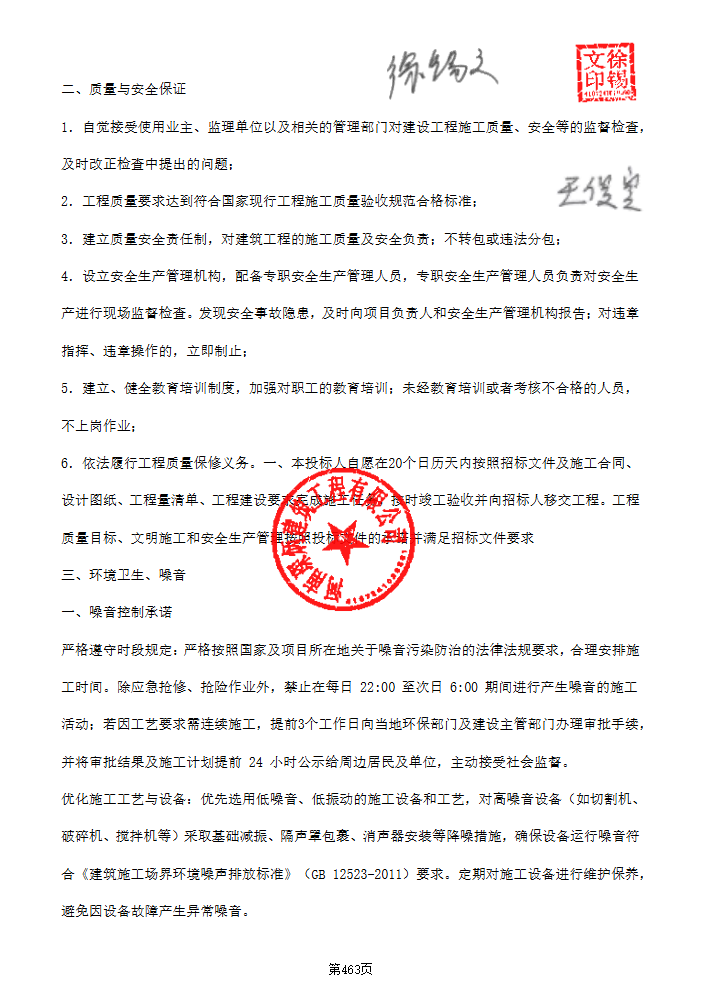 徐锡文
徐锡
文印
二、质量与安全保证
1. 自觉接受使用业主、监理单位以及相关的管理部门对建设工程施工质量、安全等的监督检查,
及时改正检查中提出的问题;
2. 工程质量要求达到符合国家现行工程施工质量验收规范合格标准;
3. 建立质量安全责任制, 对建筑工程的施工质量及安全负责; 不转包或违法分包;
4. 设立安全生产管理机构, 配备专职安全生产管理人员, 专职安全生产管理人员负责对安全生
产进行现场监督检查。发现安全事故隐患, 及时向项目负责人和安全生产管理机构报告; 对违章
指挥、违章操作的, 立即制止;
5. 建立、健全教育培训制度, 加强对职工的教育培训; 未经教育培训或者考核不合格的人员,
不上岗作业;
6. 依法履行工程质量保修义务。一、本投标人自愿在20个日历天内按照招标文件及施工合同、
设计图纸、工程量清单、工程建设要求完成施工任务, 按时竣工验收并向招标人移交工程。工程
质量目标、文明施工和安全生产管理按照投标文件的承诺并满足招标文件要求
三、环境卫生、噪音
一、噪音控制承诺
严格遵守时段规定: 严格按照国家及项目所在地关于噪音污染防治的法律法规要求, 合理安排施
工时间。除应急抢修、抢险作业外, 禁止在每日 22:00 至次日 6:00 期间进行产生噪音的施工
活动; 若因工艺要求需连续施工, 提前3个工作日向当地环保部门及建设主管部门办理审批手续,
并将审批结果及施工计划提前 24 小时公示给周边居民及单位, 主动接受社会监督。
优化施工工艺与设备: 优先选用低噪音、低振动的施工设备和工艺, 对高噪音设备（如切割机、
破碎机、搅拌机等）采取基础减振、隔声罩包裹、消声器安装等降噪措施, 确保设备运行噪音符
合《建筑施工场界环境噪声排放标准》（GB 12523-2011）要求。定期对施工设备进行维护保养,
避免因设备故障产生异常噪音。
第463页